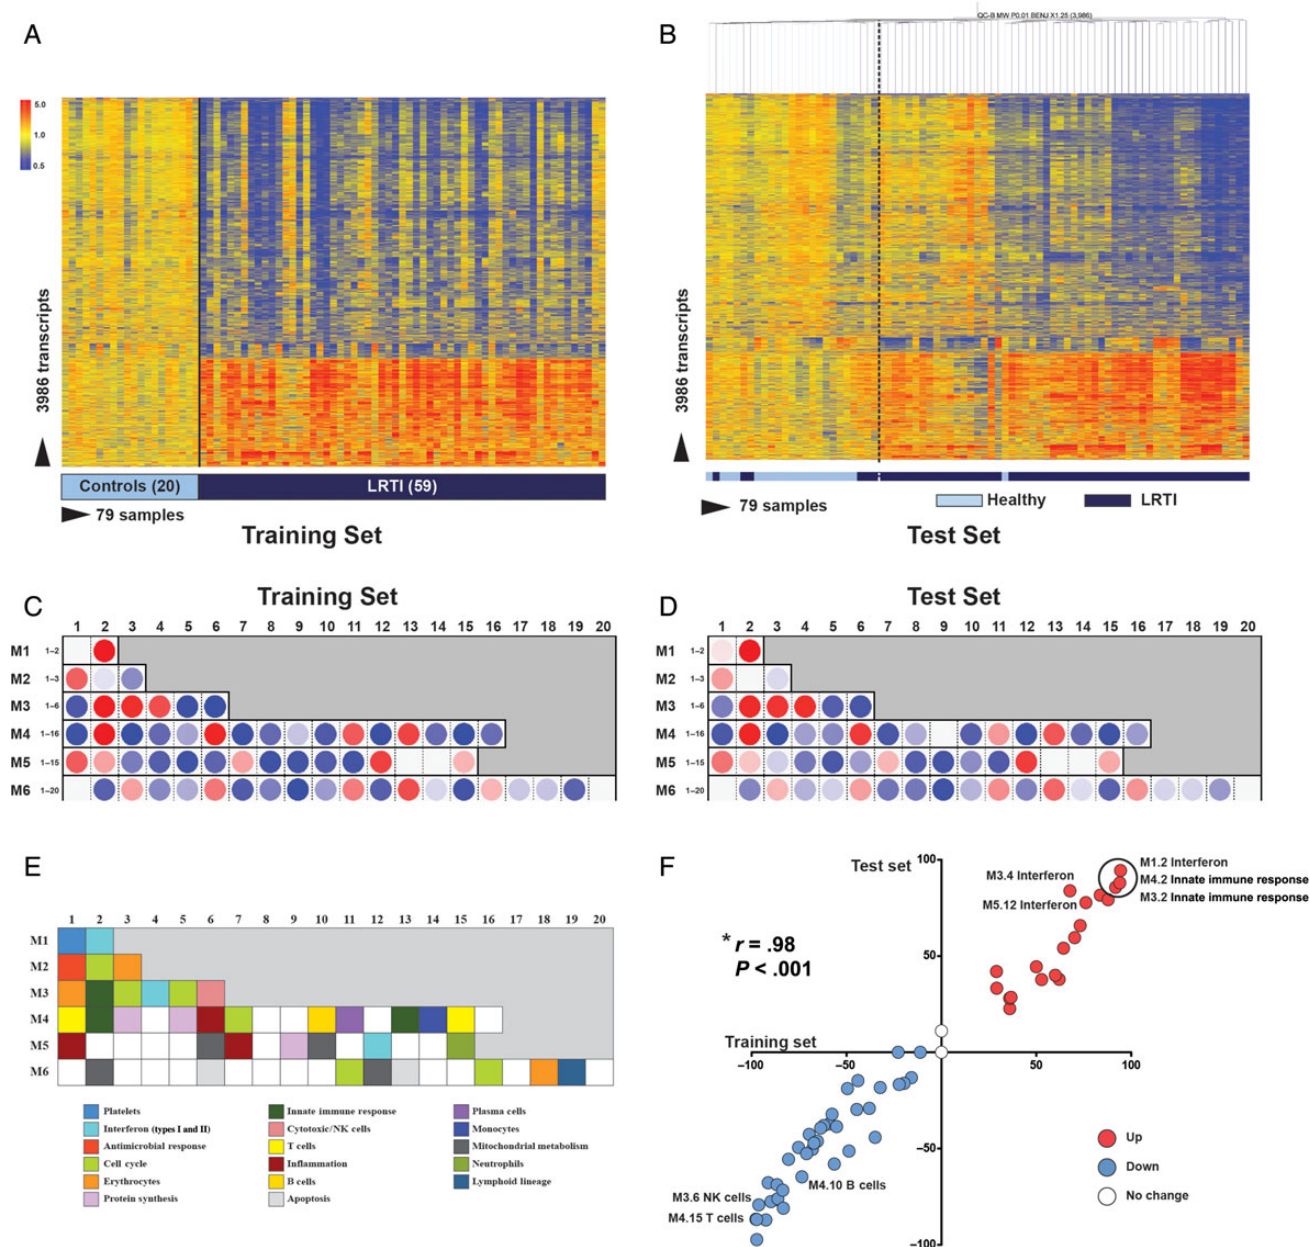 A
B
QC-B MW P0.01 BENJ X1.25 (3,986)
5.0
1.0
0.5
3986 transcripts
3986 transcripts
Controls (20)
LRTI (59)
79 samples
Training Set
Healthy
LRTI
79 samples
Test Set
C
Training Set
1 2 3 4 5 6 7 8 9 10 11 12 13 14 15 16 17 18 19 20
M1 1–2
M2 1–3
M3 1–6
M4 1–16
M5 1–15
M6 1–20
D
Test Set
1 2 3 4 5 6 7 8 9 10 11 12 13 14 15 16 17 18 19 20
M1 1–2
M2 1–3
M3 1–6
M4 1–16
M5 1–15
M6 1–20
E
1 2 3 4 5 6 7 8 9 10 11 12 13 14 15 16 17 18 19 20
M1
M2
M3
M4
M5
M6
Platelets
Interferon (types I and II)
Antimicrobial response
Cell cycle
Erythrocytes
Protein synthesis
Innate immune response
Cytotoxic/NK cells
T cells
Inflammation
B cells
Apoptosis
Plasma cells
Monocytes
Mitochondrial metabolism
Neutrophils
Lymphoid lineage
F
Test set
100
M1.2 Interferon
M4.2 Innate immune response
M3.2 Innate immune response
M3.4 Interferon
M5.12 Interferon
* r = .98
P < .001
50
Training set
−100
−50
50
100
−50
−100
M4.10 B cells
M3.6 NK cells
M4.15 T cells
Up
Down
No change